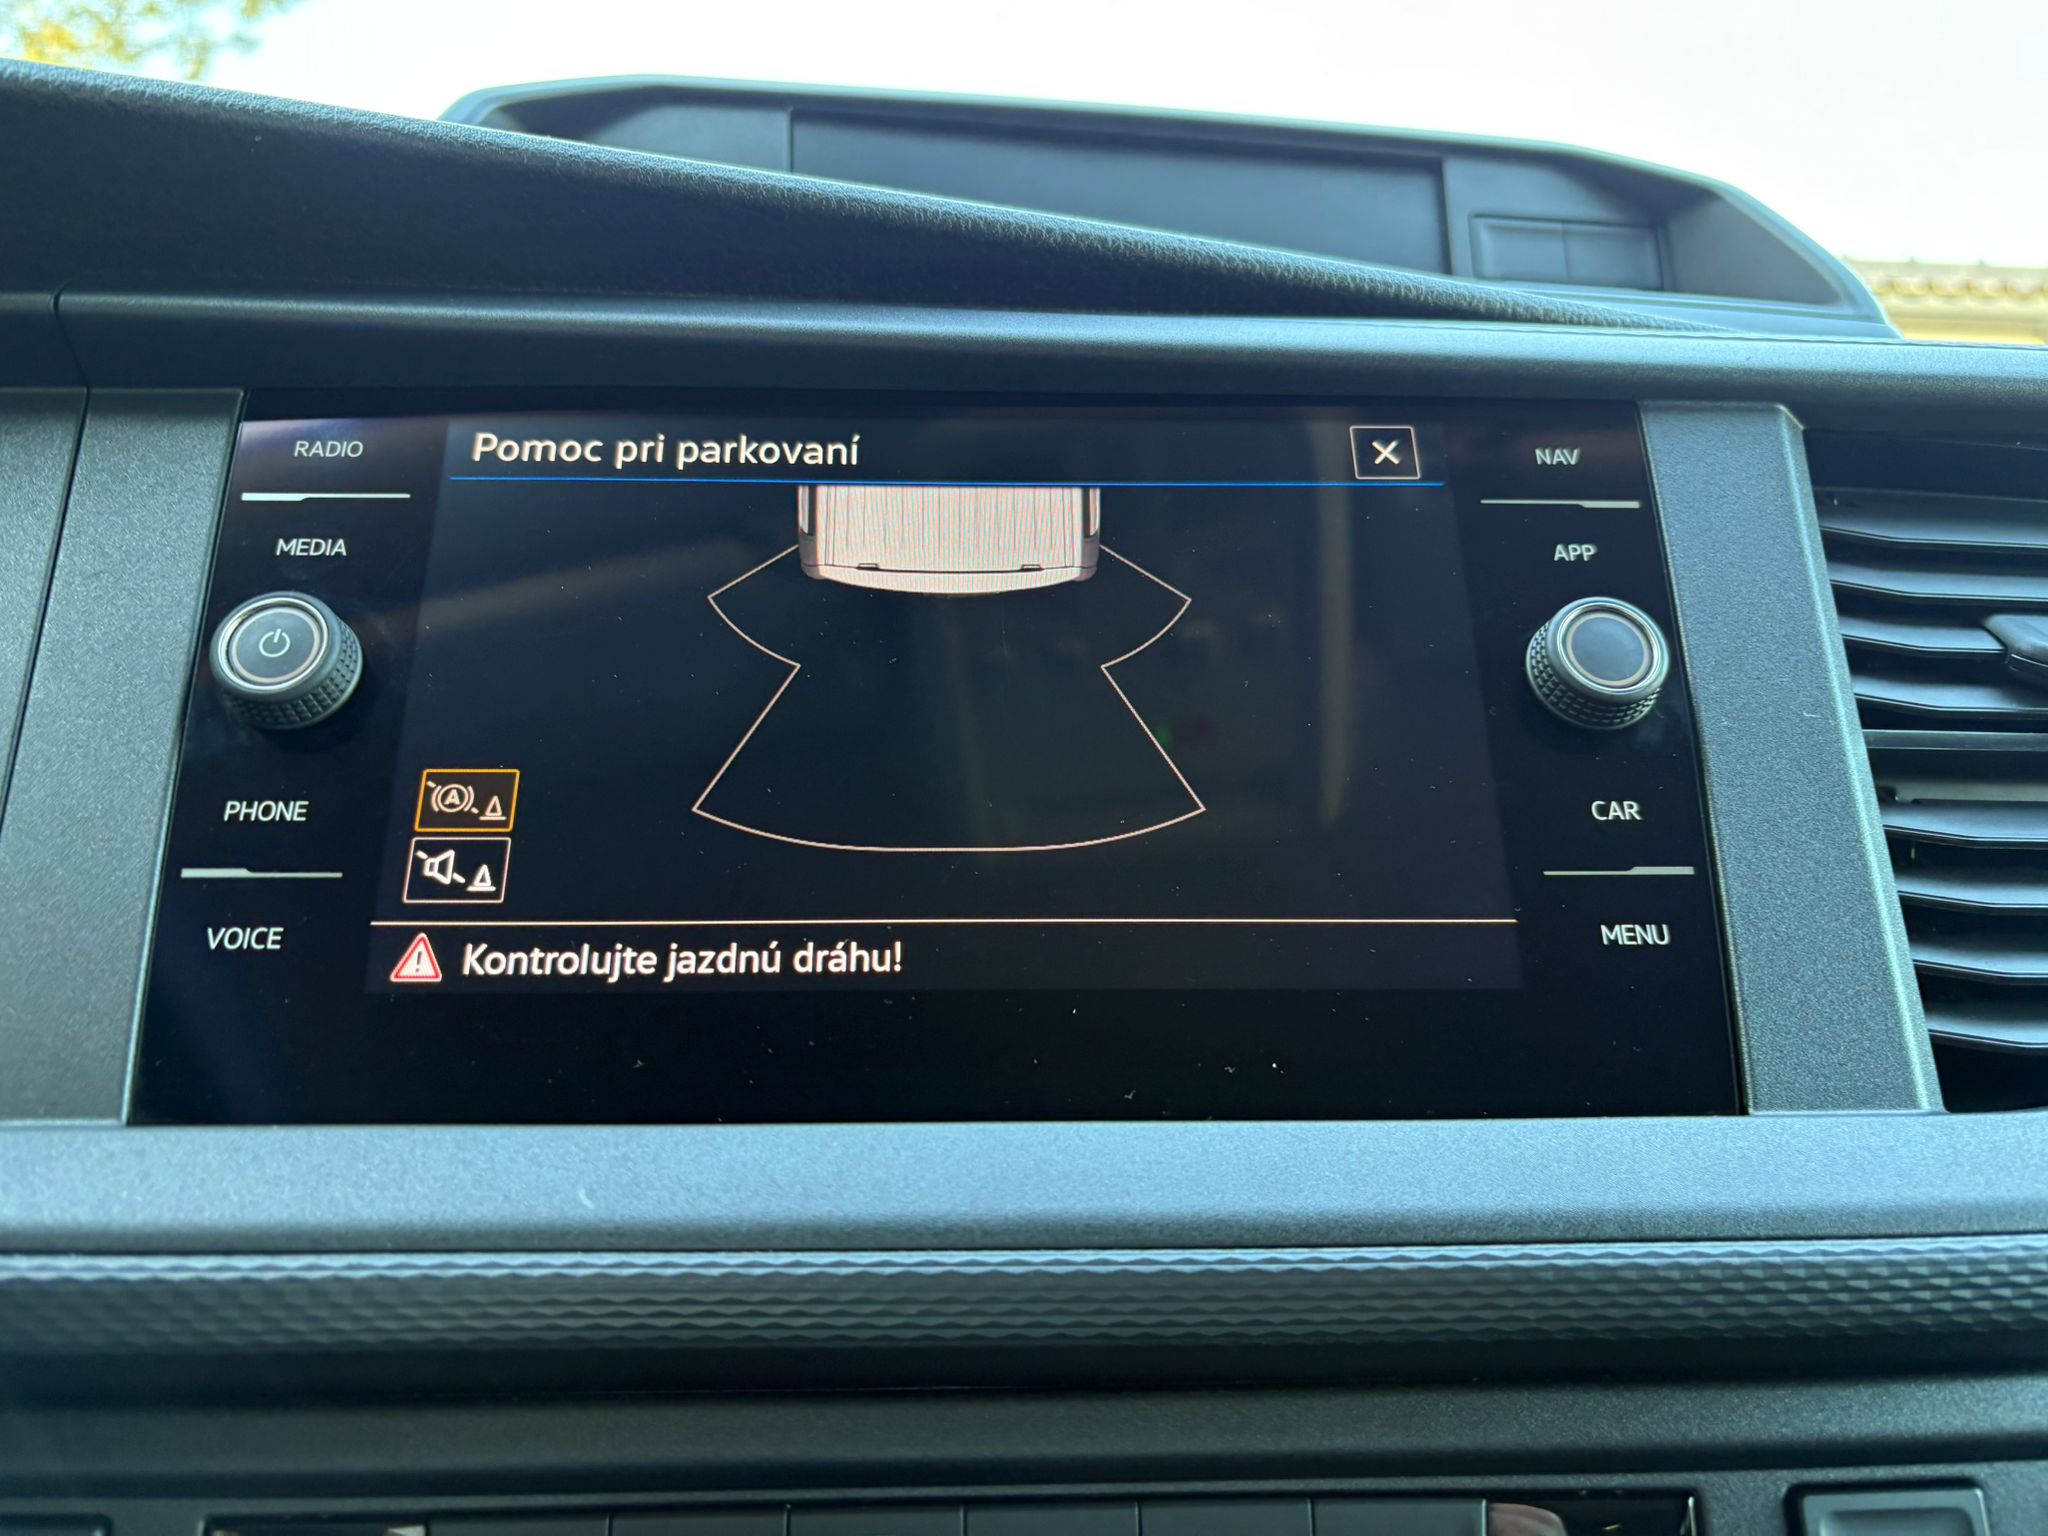 RADIO
Pomoc pri parkovaní
NAV
MEDIA
APP
PHONE
A
CAR
VOICE
Kontrolujte jazdnú dráhu!
MENU